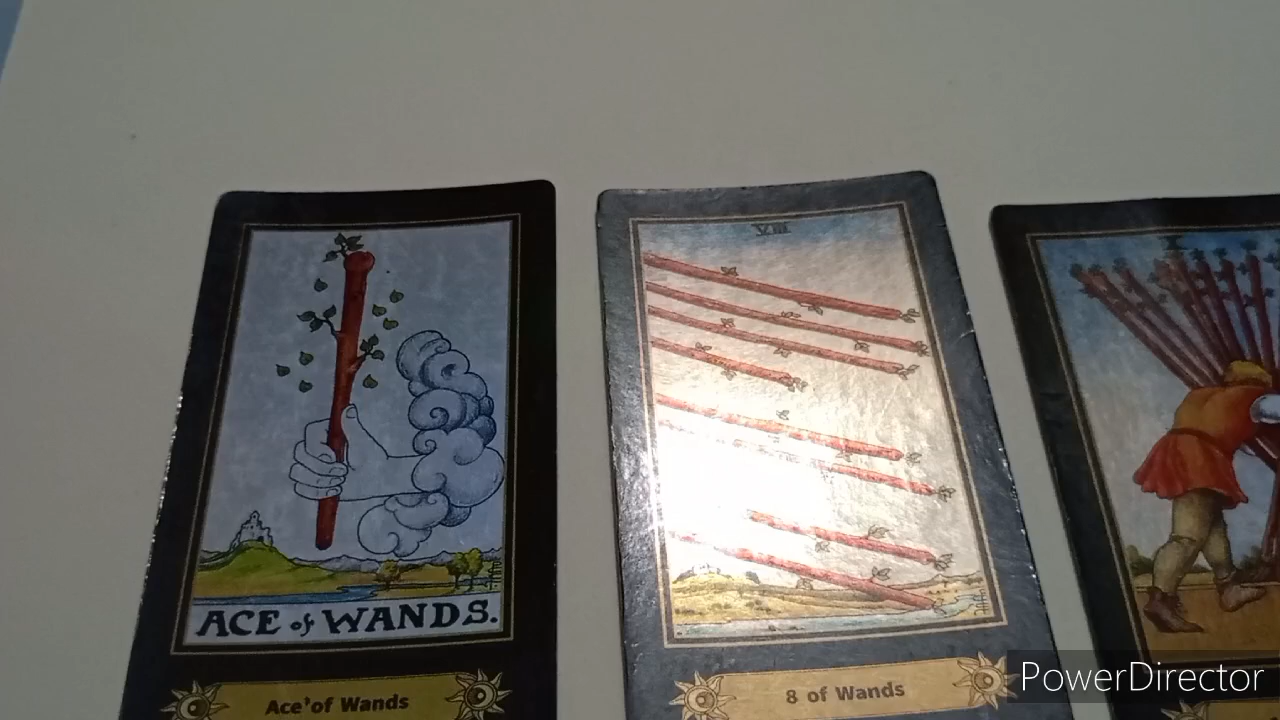 VIII
X
ACE of WANDS.
Ace of Wands
8 of Wands
PowerDirector